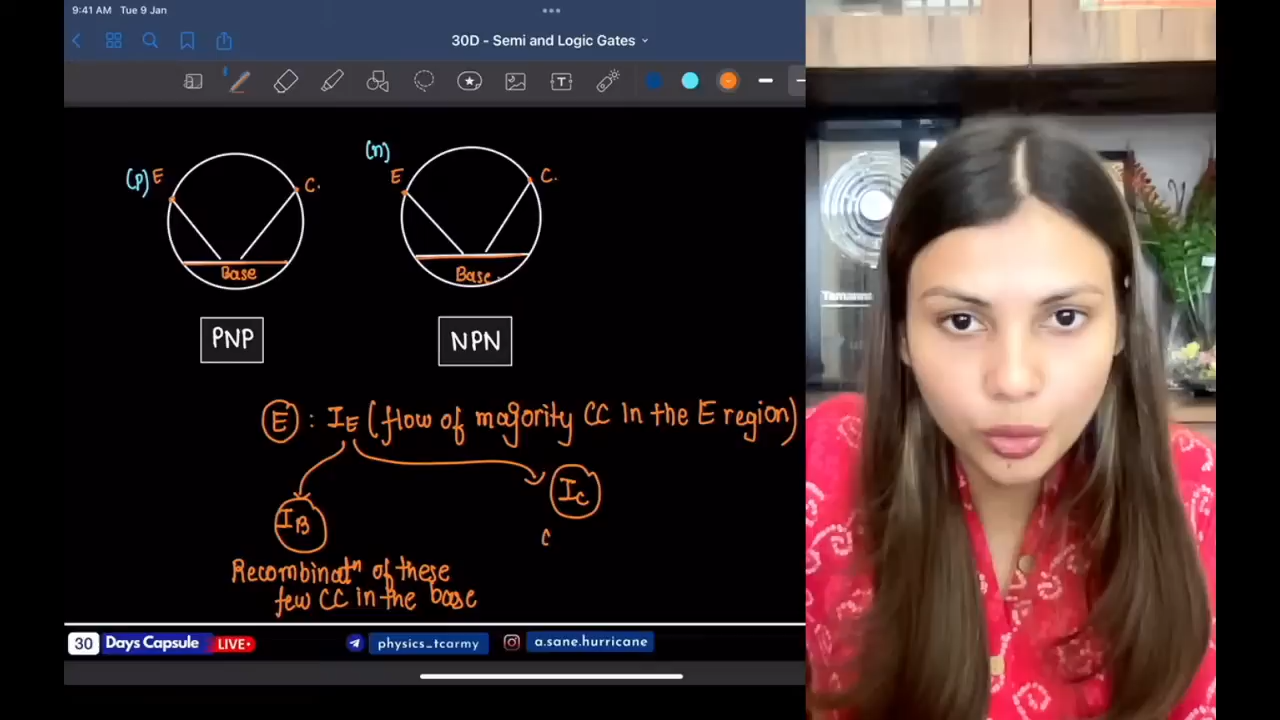 9:41 AM Tue 9 Jan
30D - Semi and Logic Gates
(p) E
C.
Base
PNP
(n)
E
C.
Base
NPN
E : IE (flow of majority CC in the E region)
IB
IC
Recombinatn of these
few CC in the base
30 Days Capsule LIVE
physics_tcarmy
a.sane.hurricane